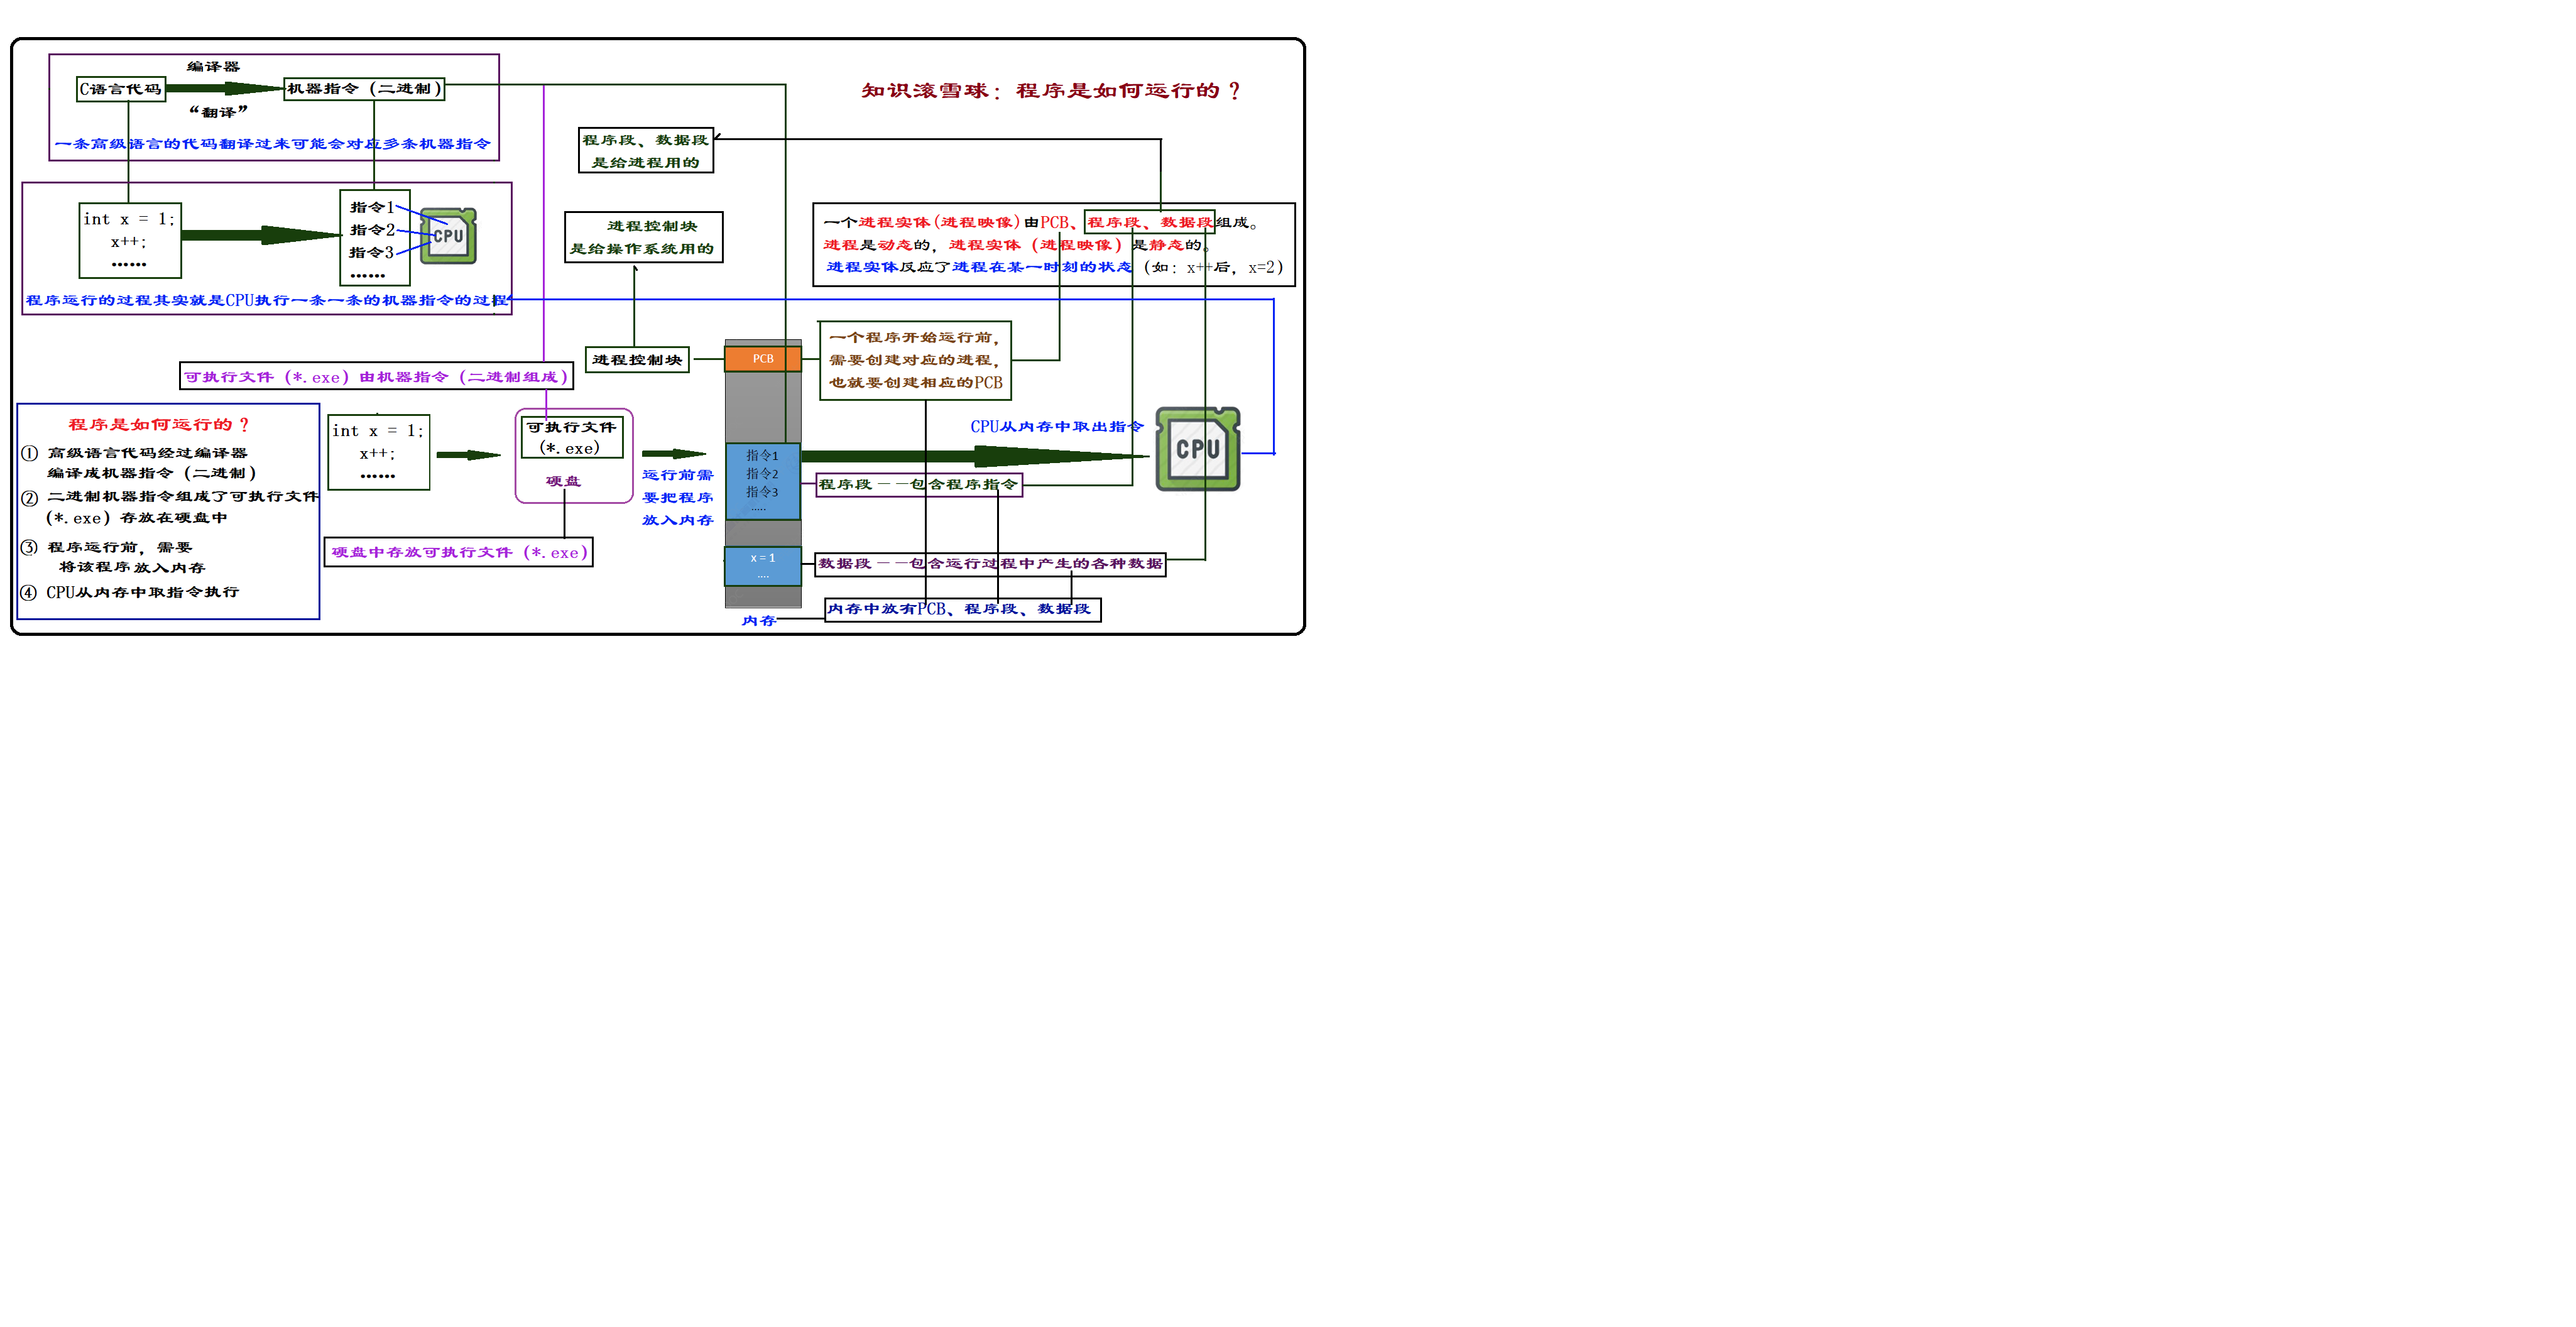 知识滚雪球：程序是如何运行的？
编译器
C语言代码
机器指令（二进制）
“翻译”
一条高级语言的代码翻译过来可能会对应多条机器指令
int x = 1;
x++;
……
指令1
指令2
指令3
……
CPU
程序运行的过程其实就是CPU执行一条一条的机器指令的过程
程序段、数据段
是给进程用的
进程控制块
是给操作系统用的
一个进程实体(进程映像)由PCB、程序段、数据段组成。
进程是动态的，进程实体（进程映像）是静态的。
进程实体反应了进程在某一时刻的状态（如：x++后，x=2）
可执行文件（*.exe）由机器指令（二进制组成）
进程控制块
PCB
一个程序开始运行前，
需要创建对应的进程，
也就要创建相应的PCB
程序是如何运行的？
① 高级语言代码经过编译器
编译成机器指令（二进制）
② 二进制机器指令组成了可执行文件
(*.exe）存放在硬盘中
③ 程序运行前，需要
将该程序放入内存
④ CPU从内存中取指令执行
int x = 1;
x++;
……
可执行文件
(*.exe)
硬盘
硬盘中存放可执行文件（*.exe）
运行前需
要把程序
放入内存
指令1
指令2
指令3
.....
x = 1
....
内存
CPU从内存中取出指令
CPU
程序段——包含程序指令
数据段——包含运行过程中产生的各种数据
内存中放有PCB、程序段、数据段